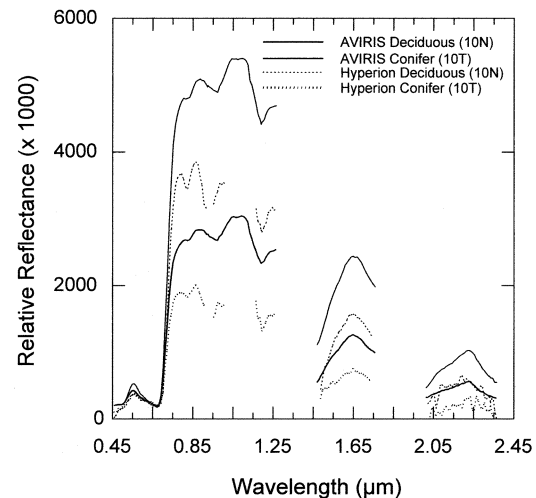 6000
AVIRIS Deciduous (10N)
AVIRIS Conifer (10T)
Hyperion Deciduous (10N)
Hyperion Conifer (10T)
4000
Relative Reflectance (x 1000)
2000
0
0.45 0.85 1.25 1.65 2.05 2.45
Wavelength (µm)